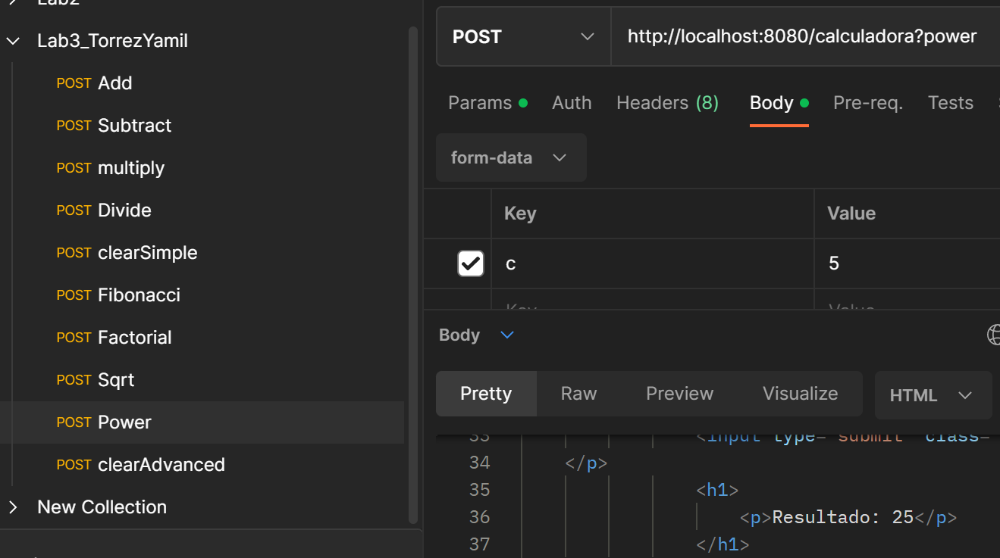 Lab2
Lab3_TorrezYamil
POST Add
POST Subtract
POST multiply
POST Divide
POST clearSimple
POST Fibonacci
POST Factorial
POST Sqrt
POST Power
POST clearAdvanced
New Collection
POST
http://localhost:8080/calculadora?power
Params
Auth
Headers (8)
Body
Pre-req.
Tests
form-data
Key
Value
c
5
Key
Value
Body
Pretty
Raw
Preview
Visualize
HTML
33 <input type="submit" class=
34 </p>
35 <h1>
36 <p>Resultado: 25</p>
37 </h1>